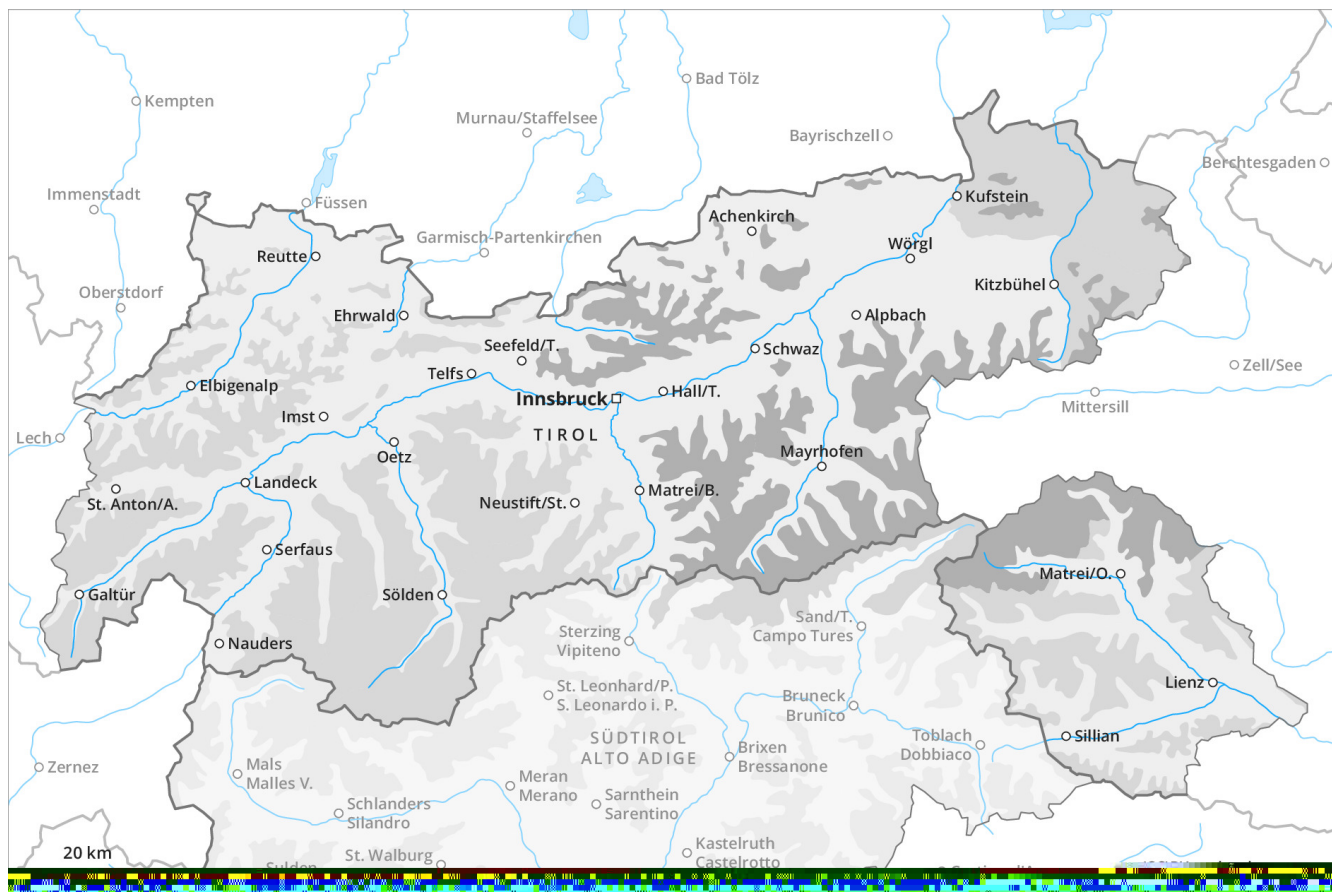 Kempten
Bad Tölz
Murnau/Staffelsee
Bayrischzell
Berchtesgaden
Immenstadt
Füssen
Kufstein
Achenkirch
Garmisch-Partenkirchen
Wörgl
Reutte
Kitzbühel
Oberstdorf
Ehrwald
Alpbach
Seefeld/T.
Schwaz
Zell/See
Telfs
Elbigenalp
Hall/T.
Innsbruck
Mittersill
Imst
TIROL
Lech
Oetz
Mayrhofen
Landeck
Matrei/B.
St. Anton/A.
Neustift/St.
Serfaus
Matrei/O.
Galtür
Sölden
Sand/T.
Campo Tures
Sterzing
Vipiteno
Nauders
Lienz
St. Leonhard/P.
S. Leonardo i. P.
Bruneck
Brunico
Sillian
SÜDTIROL
ALTO ADIGE
Toblach
Dobbiaco
Brixen
Bressanone
Zernez
Mals
Malles V.
Meran
Merano
Sarnthein
Sarentino
Schlanders
Silandro
Kastelruth
Castelrotto
20 km
St. Walburg
Sulden